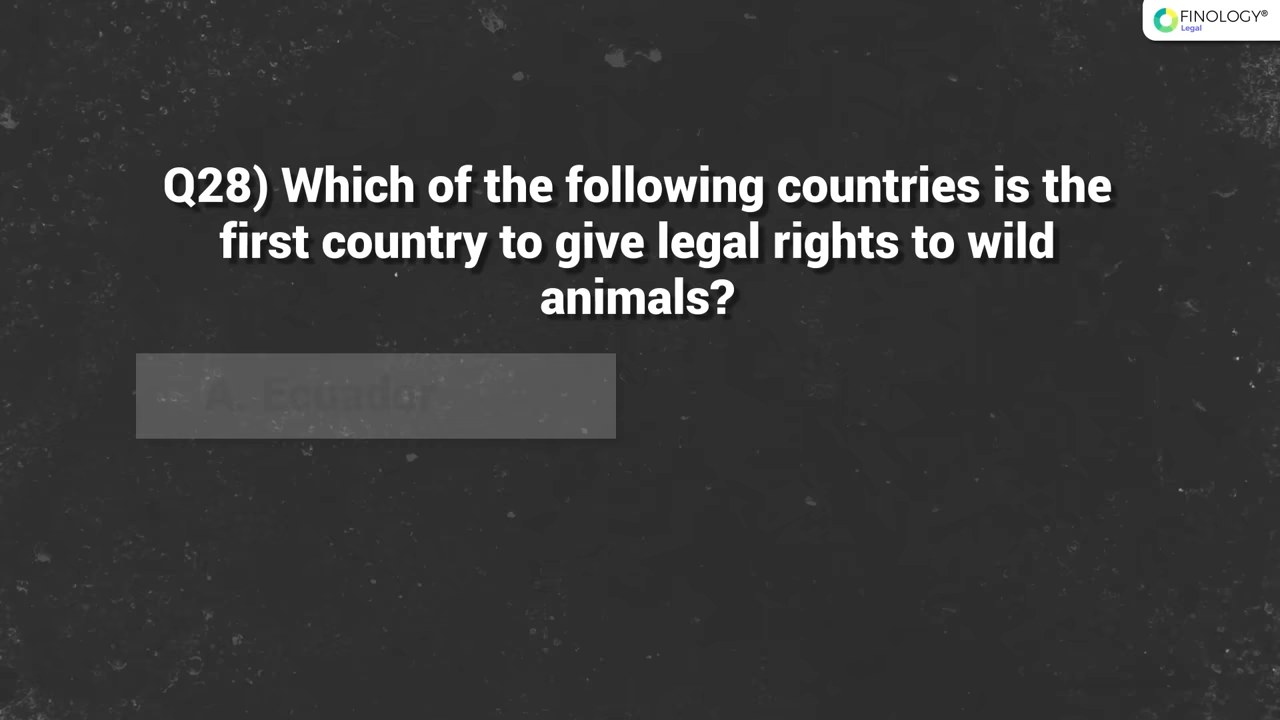 FINOLOGY®
Legal
Q28) Which of the following countries is the
first country to give legal rights to wild
animals?
A. Ecuador